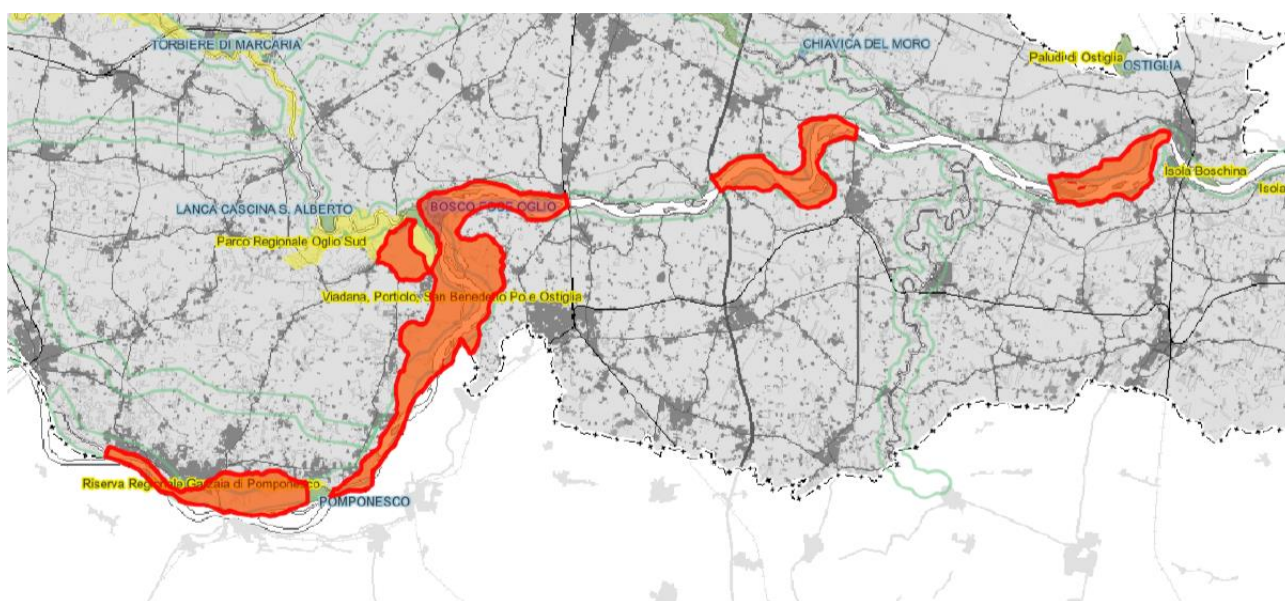 TORBIERE DI MARCARIA
CHIAVICA DEL MORO
Paludi di Ostiglia
OSTIGLIA
Isola Boschina
Isola
LANCA CASCINA S. ALBERTO
BOSCO FOCE OGLIO
Parco Regionale Oglio Sud
Viadana, Portiolo, San Benedetto Po e Ostiglia
Riserva Regionale Garzaia di Pomponesco
POMPONESCO